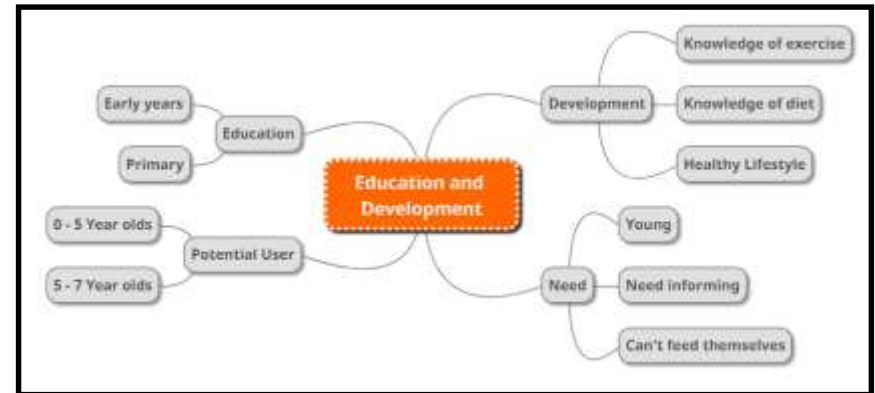 Knowledge of exercise
Early years
Development
Knowledge of diet
Education
Primary
Healthy Lifestyle
Education and
Development
0 - 5 Year olds
Young
Potential User
5 - 7 Year olds
Need
Need informing
Can't feed themselves